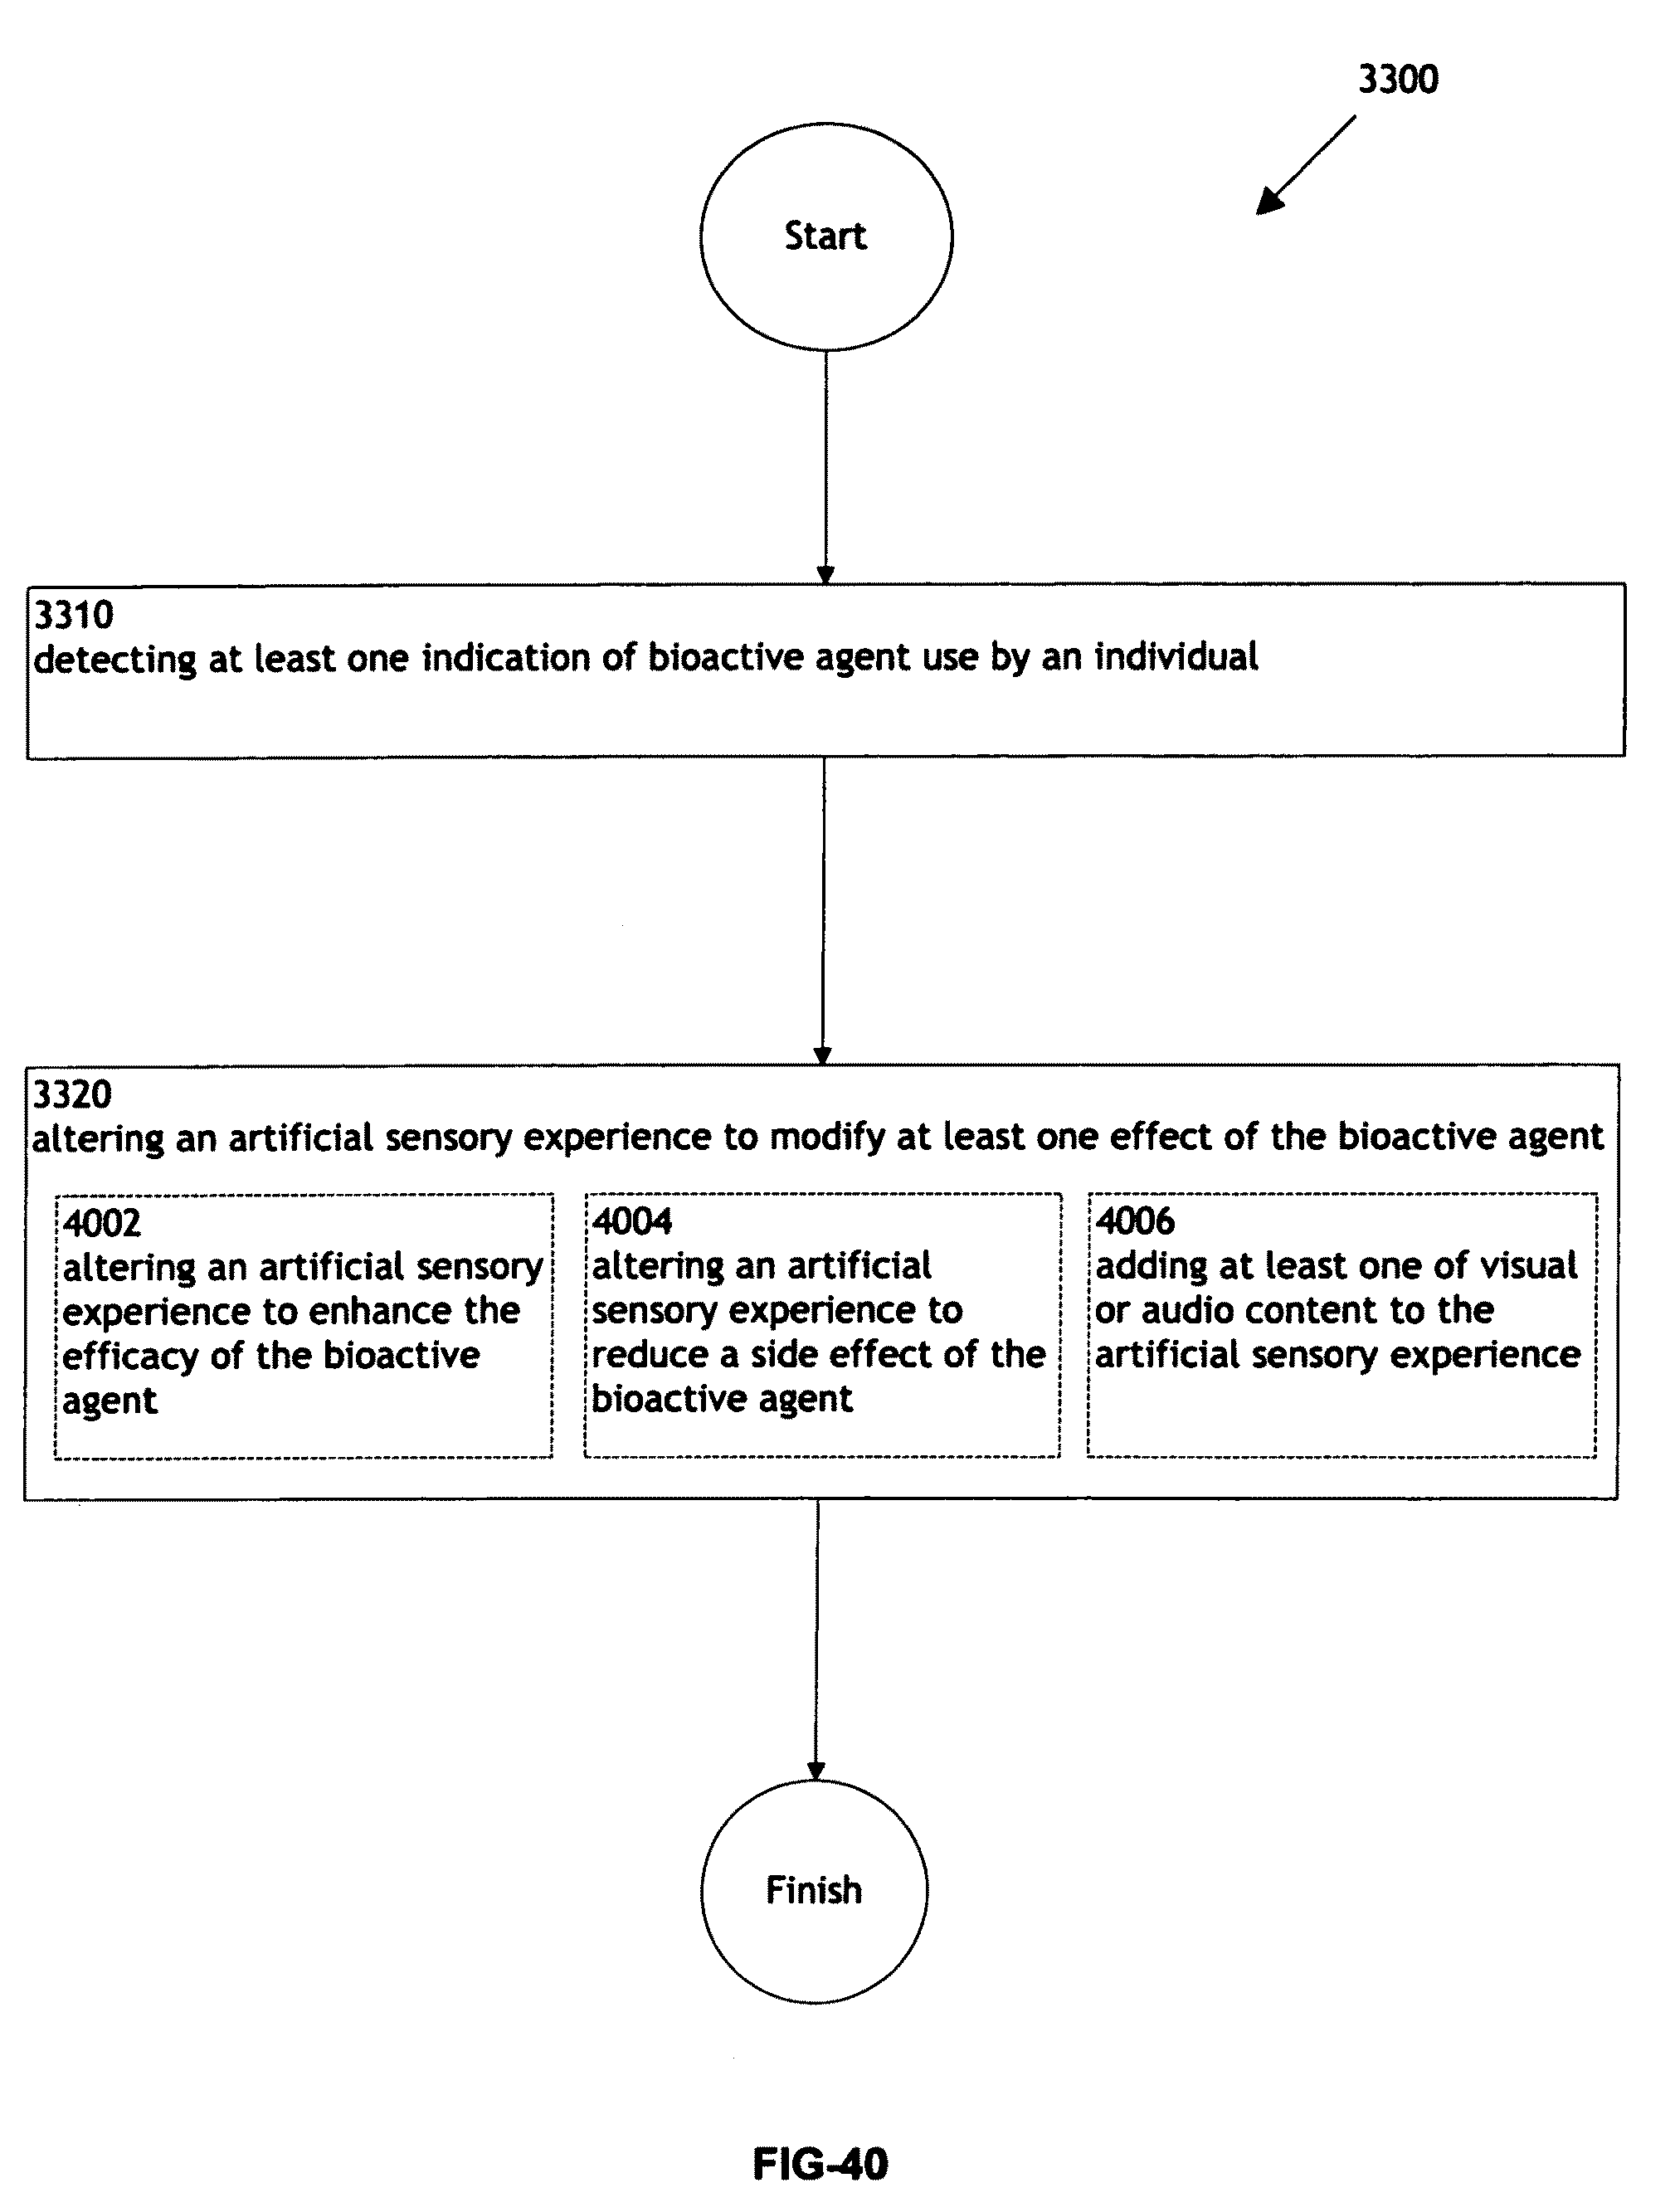 3300
Start
3310
detecting at least one indication of bioactive agent use by an individual
3320
altering an artificial sensory experience to modify at least one effect of the bioactive agent
4002
altering an artificial sensory
experience to enhance the
efficacy of the bioactive
agent
4004
altering an artificial
sensory experience to
reduce a side effect of the
bioactive agent
4006
adding at least one of visual
or audio content to the
artificial sensory experience
Finish
FIG-40